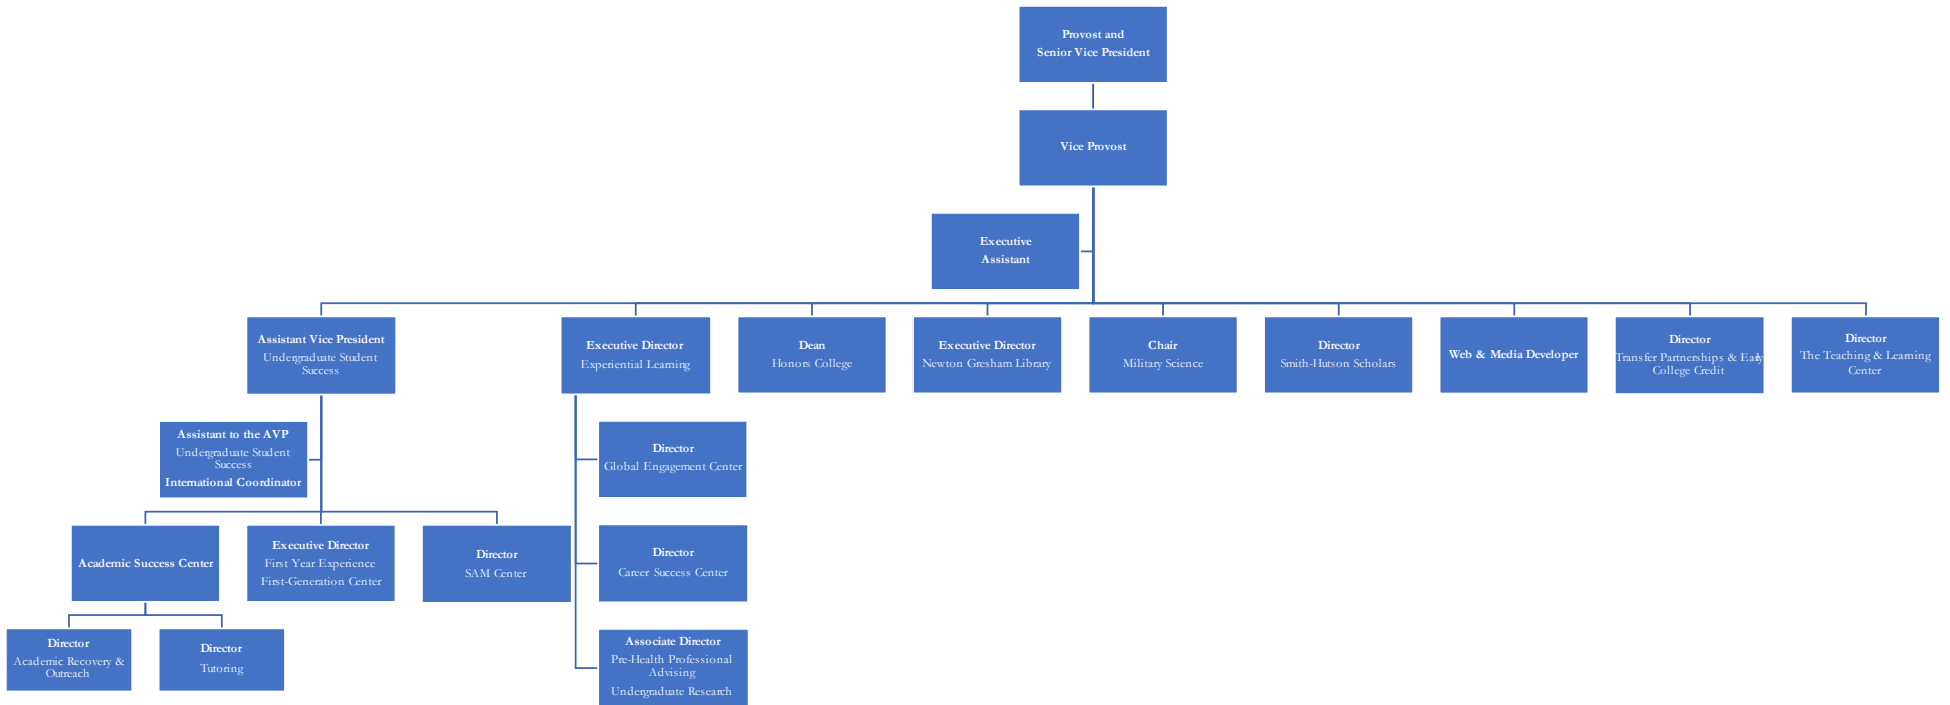 Provost and
Senior Vice President
Vice Provost
Executive
Assistant
Assistant Vice President
Undergraduate Student
Success
Executive Director
Experiential Learning
Dean
Honors College
Executive Director
Newton Gresham Library
Chair
Military Science
Director
Smith-Hutson Scholars
Web & Media Developer
Director
Transfer Partnerships & Early
College Credit
Director
The Teaching & Learning
Center
Assistant to the AVP
Undergraduate Student
Success
International Coordinator
Director
Global Engagement Center
Academic Success Center
Executive Director
First Year Experience
First-Generation Center
Director
SAM Center
Director
Career Success Center
Director
Academic Recovery &
Outreach
Director
Tutoring
Associate Director
Pre-Health Professional
Advising
Undergraduate Research